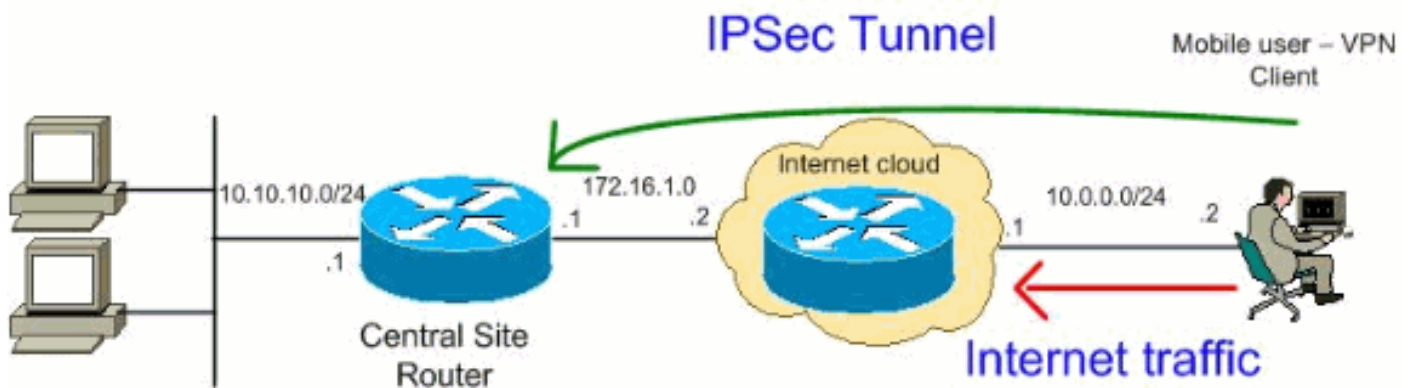 IPSec Tunnel
Mobile user – VPN
Client
Internet cloud
10.10.10.0/24
172.16.1.0
10.0.0.0/24
.1
.1
.2
.1
.2
Central Site
Router
Internet traffic